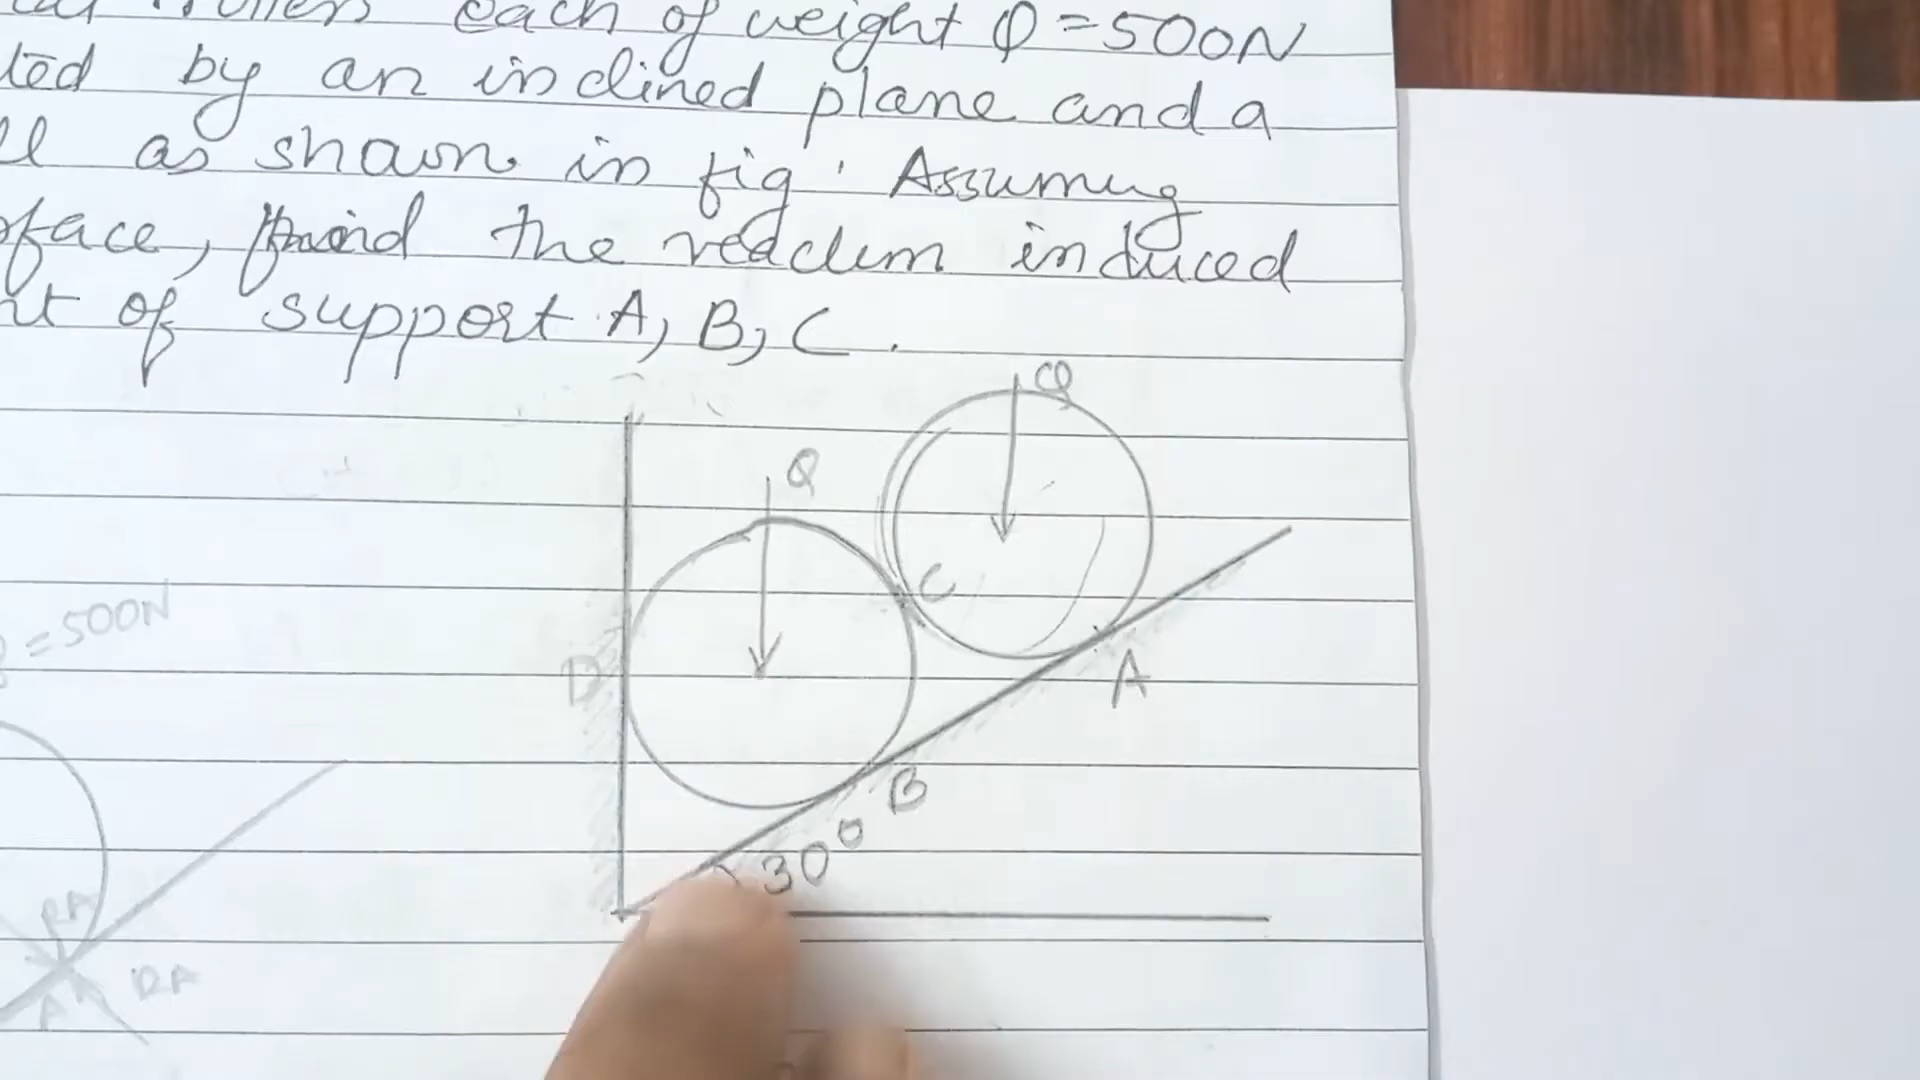 each of weight Q = 500N
by an inclined plane and a
as shown in fig. Assuming
find the reaction induced
of support A, B, C.
Q
Q
C
= 500N
D
A
B
30°
RA
RA
A